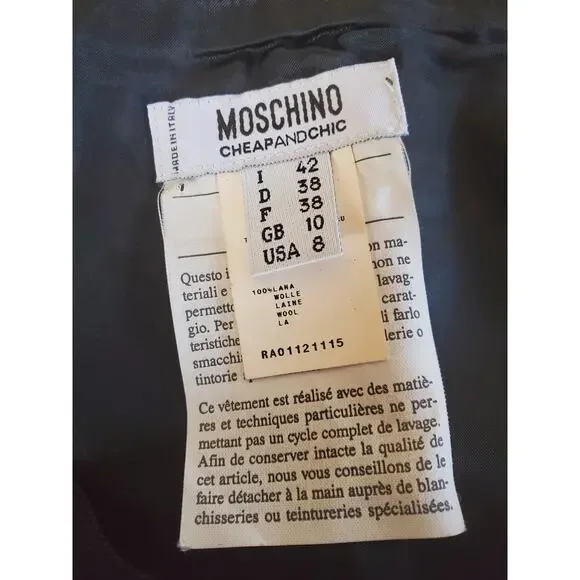 MADE IN ITALY
MOSCHINO
CHEAPANDCHIC
I 42
D 38
F 38
GB 10
USA 8
100%LANA
WOLLE
LAINE
WOOL
LA
RA01121115
Questo i
on ma-
teriali e
non ne
permetto
lavag-
gio. Per
carat-
teristiche
li farlo
smacchi
lerie o
tintorie
Ce vêtement est réalisé avec des matiè-
res et techniques particulières ne per-
mettant pas un cycle complet de lavage.
Afin de conserver intacte la qualité de
cet article, nous vous conseillons de le
faire détacher à la main auprès de blan-
chisseries ou teintureries spécialisées.